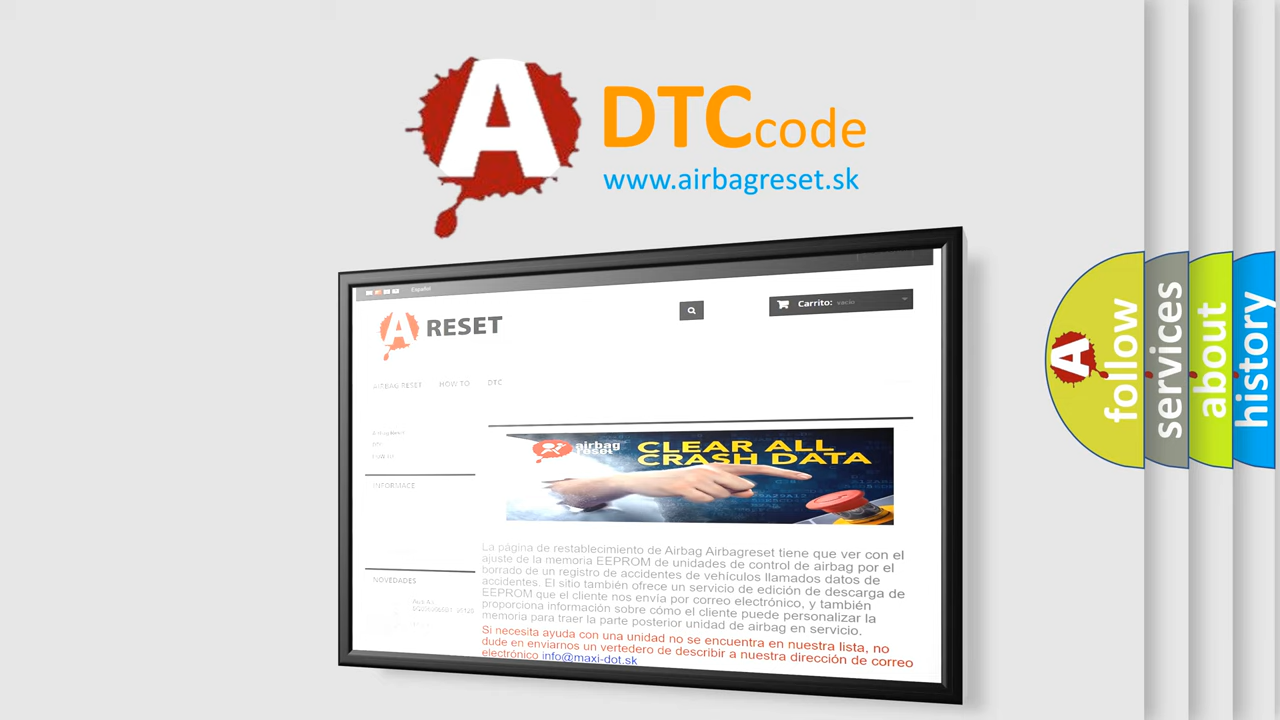 A DTCcode
www.airbagreset.sk
Español
A RESET
Carrito: vacío
AIRBAG RESET HOW TO DTC
INFORMACE
NOVEDADES
airbag
reset
CLEAR ALL
CRASH DATA
La página de restablecimiento de Airbag Airbagreset tiene que ver con el
ajuste de la memoria EEPROM de unidades de control de airbag por el
borrado de un registro de accidentes de vehículos llamados datos de
accidentes. El sitio también ofrece un servicio de edición de descarga de
EEPROM que el cliente nos envía por correo electrónico, y también
proporciona información sobre cómo el cliente puede personalizar la
memoria para traer la parte posterior unidad de airbag en servicio.
Si necesita ayuda con una unidad no se encuentra en nuestra lista, no
dude en enviarnos un vertedero de describir a nuestra dirección de correo
electrónico info@maxi-dot.sk
A
follow
services
about
history